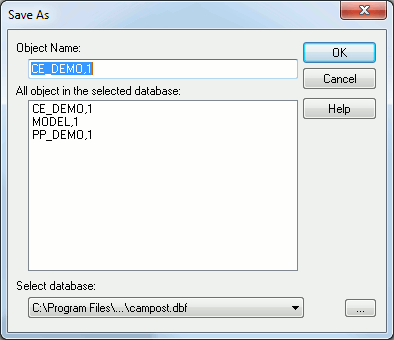 Save As
Object Name:
OK
CE_DEMO,1
Cancel
All object in the selected database:
Help
CE_DEMO,1
MODEL,1
PP_DEMO,1
Select database:
C:\Program Files\...\campost.dbf
...